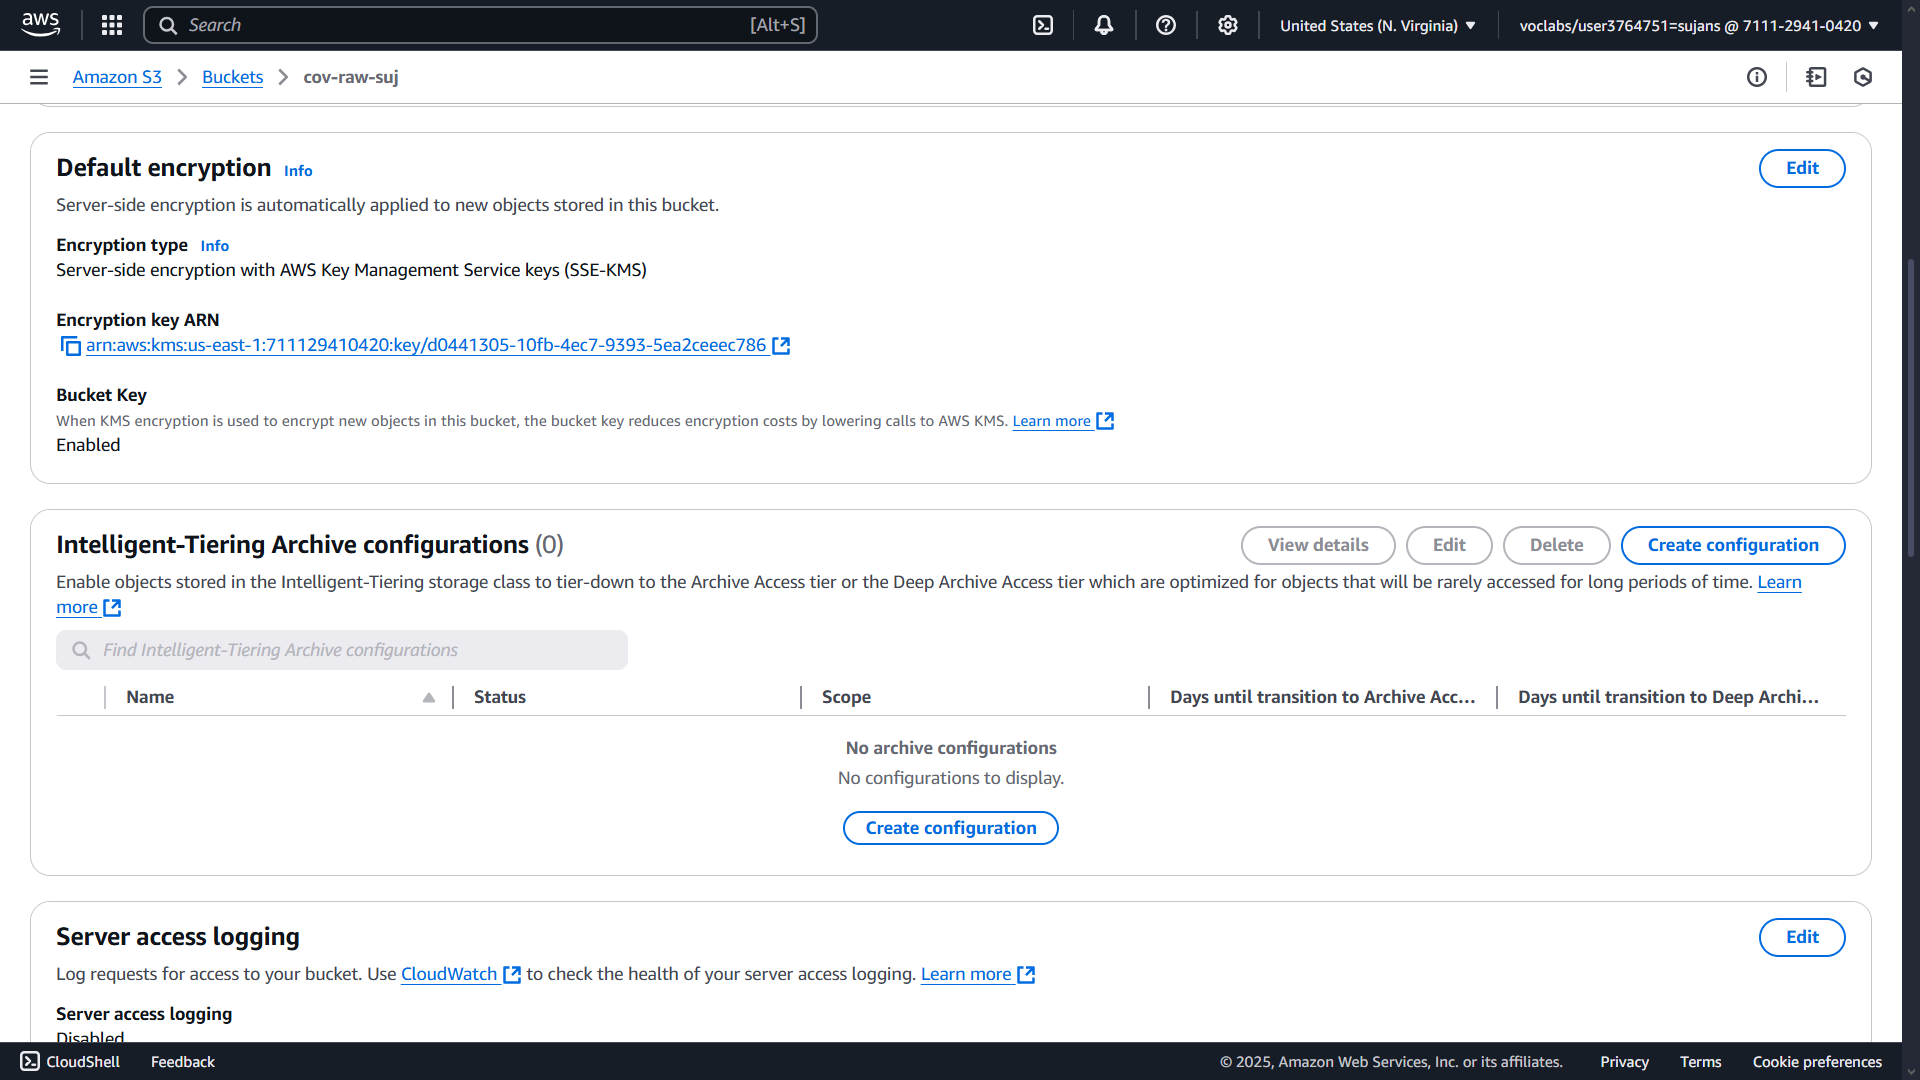 aws
Search [Alt+S]
United States (N. Virginia)
voclabs/user3764751=sujans @ 7111-2941-0420
Amazon S3
Buckets
cov-raw-suj
Default encryption Info
Edit
Server-side encryption is automatically applied to new objects stored in this bucket.
Encryption type Info
Server-side encryption with AWS Key Management Service keys (SSE-KMS)
Encryption key ARN
arn:aws:kms:us-east-1:711129410420:key/d0441305-10fb-4ec7-9393-5ea2ceeec786
Bucket Key
When KMS encryption is used to encrypt new objects in this bucket, the bucket key reduces encryption costs by lowering calls to AWS KMS. Learn more
Enabled
Intelligent-Tiering Archive configurations (0)
View details
Edit
Delete
Create configuration
Enable objects stored in the Intelligent-Tiering storage class to tier-down to the Archive Access tier or the Deep Archive Access tier which are optimized for objects that will be rarely accessed for long periods of time. Learn
more
Find Intelligent-Tiering Archive configurations
Name
Status
Scope
Days until transition to Archive Acc...
Days until transition to Deep Archi...
No archive configurations
No configurations to display.
Create configuration
Server access logging
Edit
Log requests for access to your bucket. Use CloudWatch to check the health of your server access logging. Learn more
Server access logging
Disabled
CloudShell
Feedback
© 2025, Amazon Web Services, Inc. or its affiliates.
Privacy
Terms
Cookie preferences